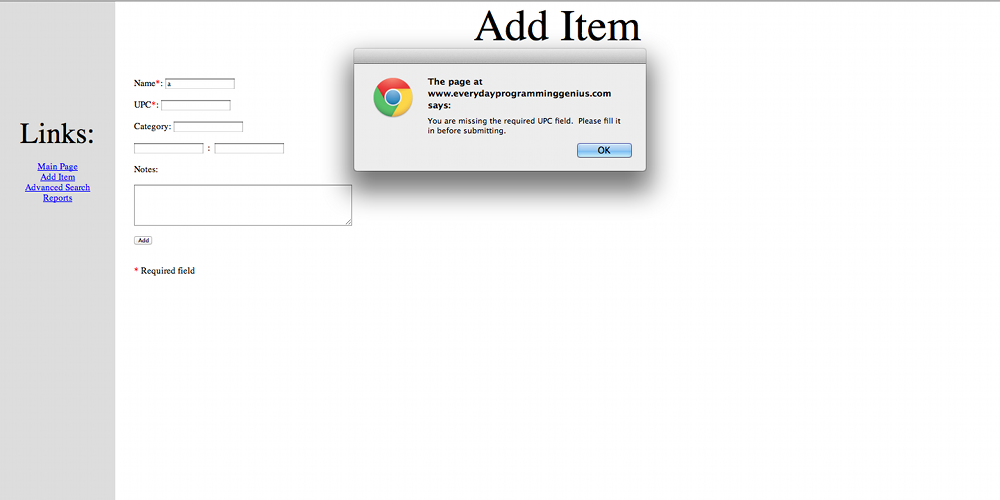 Add Item
Links:
Main Page
Add Item
Advanced Search
Reports
Name*: a
UPC*:
Category:
:
Notes:
Add
* Required field
The page at
www.everydayprogramminggenius.com
says:
You are missing the required UPC field. Please fill it
in before submitting.
OK